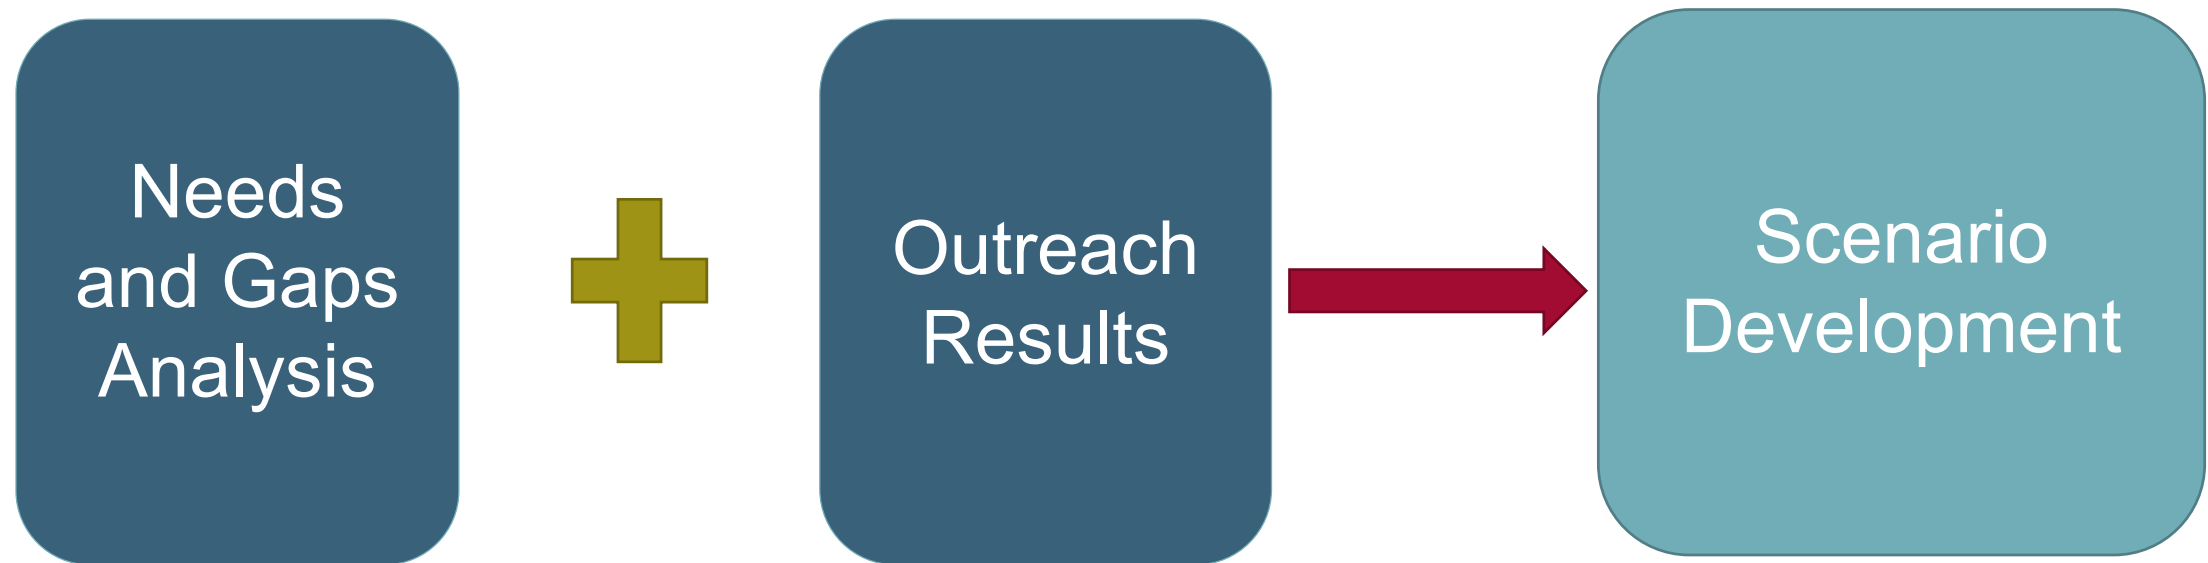 Needs
and Gaps
Analysis
Outreach
Results
Scenario
Development